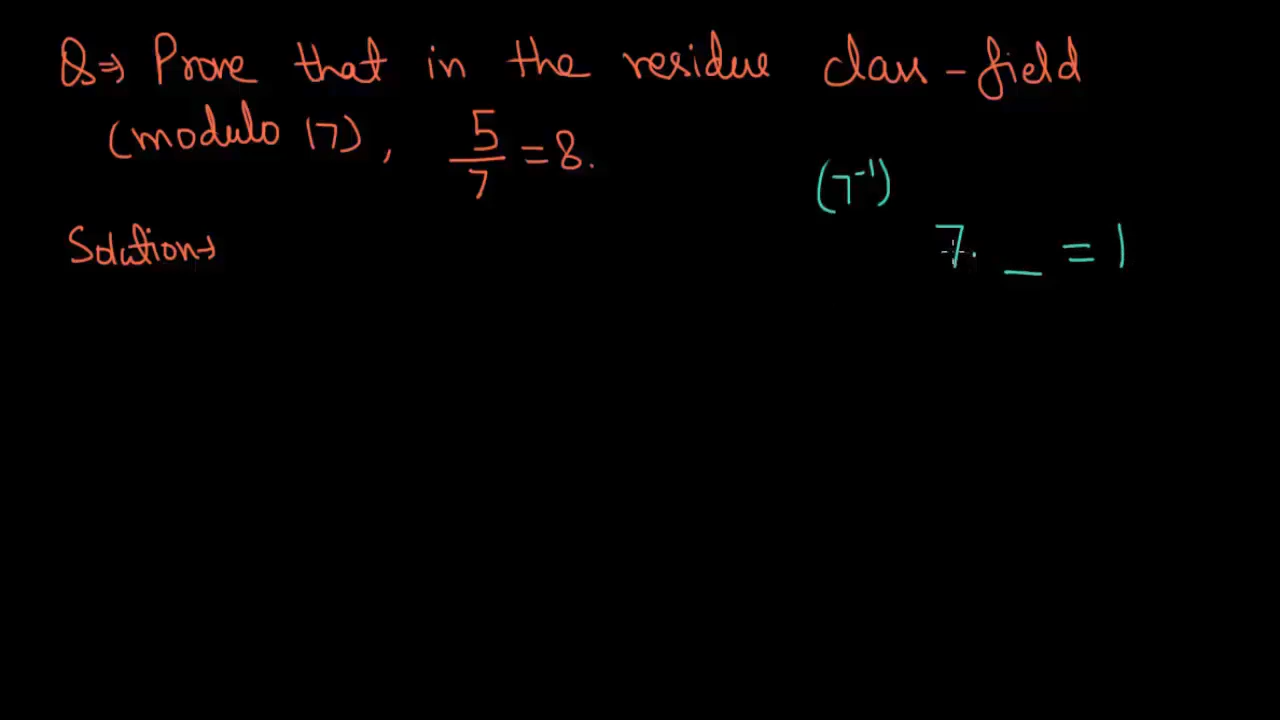 Q⇒ Prove that in the residue class-field
(modulo 17), 5/7 = 8.
(7⁻¹)
Solution→
7. _ = 1